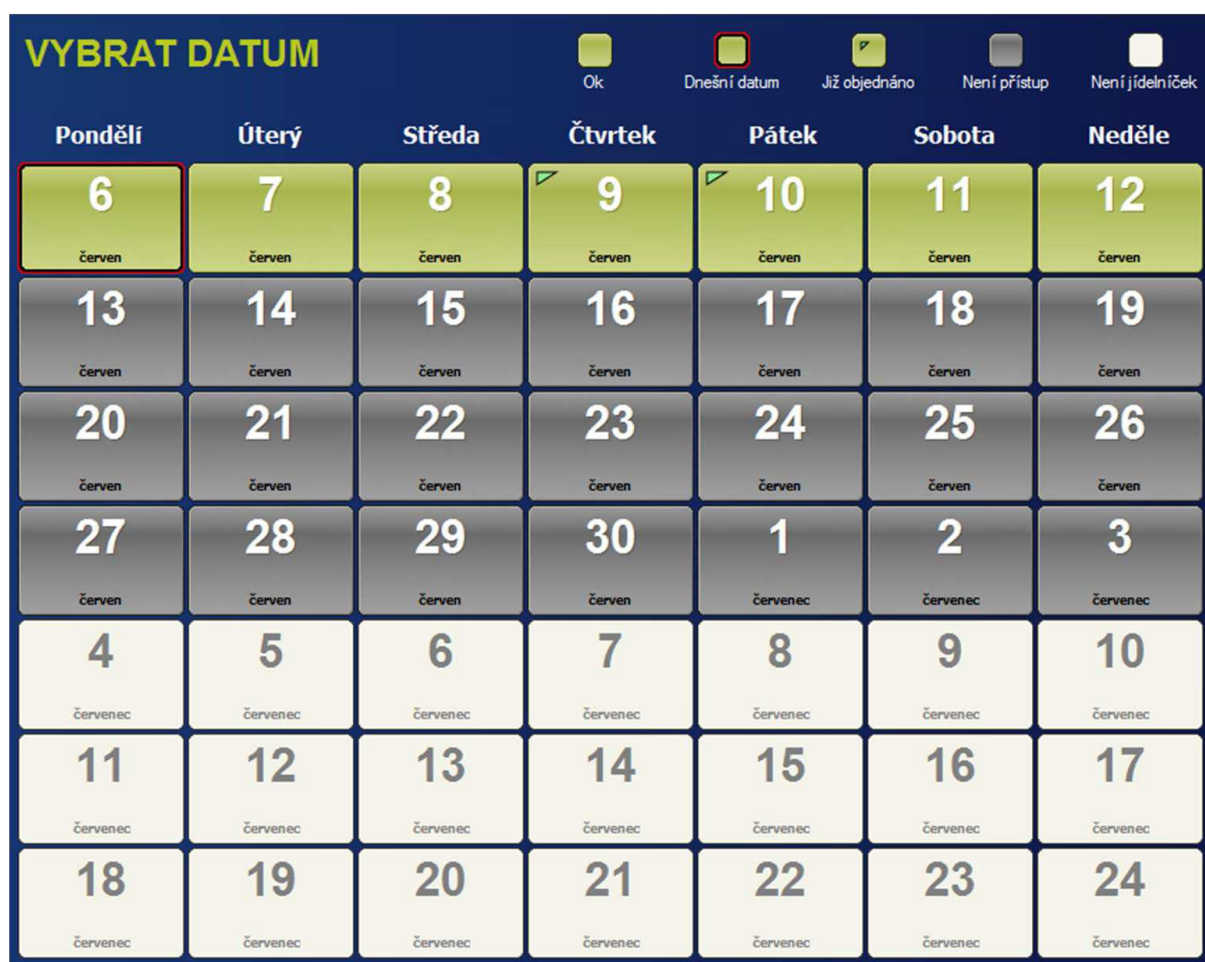 VYBRAT DATUM
Ok Dnešní datum Již objednáno Není přístup Není jídelníček
Pondělí Úterý Středa Čtvrtek Pátek Sobota Neděle
6 7 8 9 10 11 12
červen červen červen červen červen červen červen
13 14 15 16 17 18 19
červen červen červen červen červen červen červen
20 21 22 23 24 25 26
červen červen červen červen červen červen červen
27 28 29 30 1 2 3
červen červen červen červen červenec červenec červenec
4 5 6 7 8 9 10
červenec červenec červenec červenec červenec červenec červenec
11 12 13 14 15 16 17
červenec červenec červenec červenec červenec červenec červenec
18 19 20 21 22 23 24
červenec červenec červenec červenec červenec červenec červenec